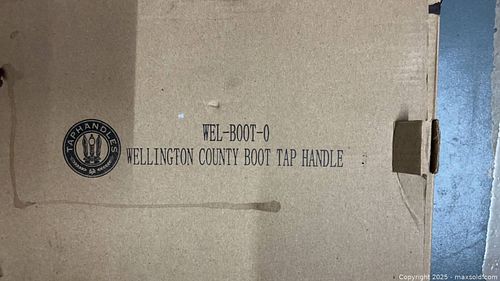 TAPHANDLES
WEL-BOOT-O
WELLINGTON COUNTY BOOT TAP HANDLE
Copyright © 2025 - maxsold.com